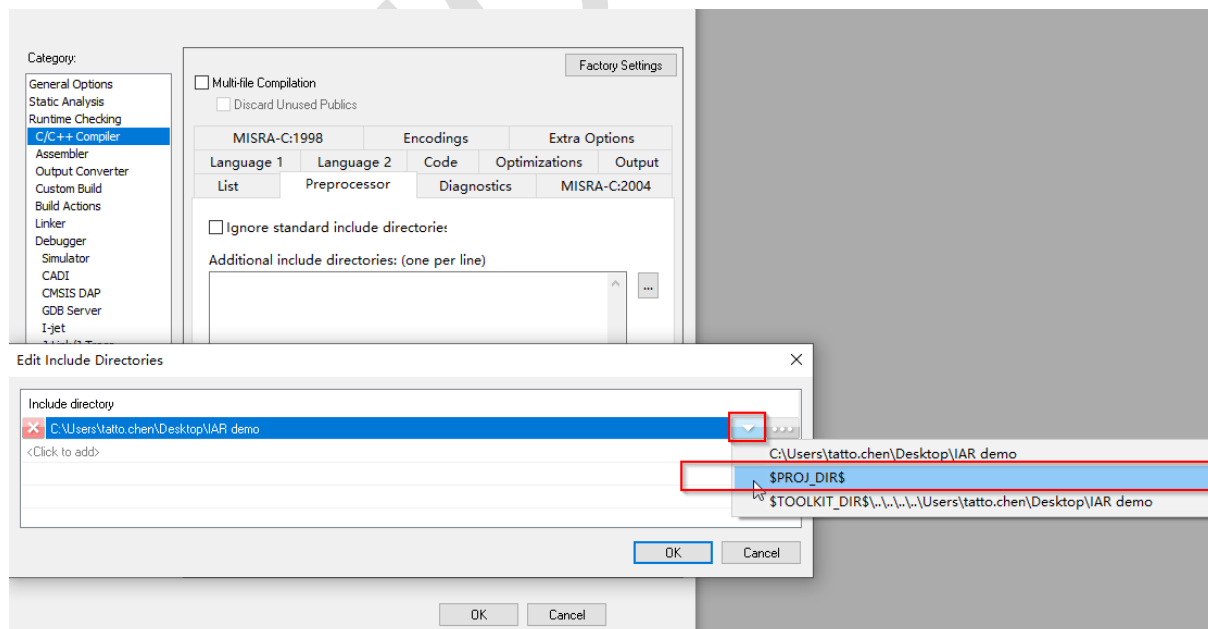 Category:
General Options
Static Analysis
Runtime Checking
C/C++ Compiler
Assembler
Output Converter
Custom Build
Build Actions
Linker
Debugger
Simulator
CADI
CMSIS DAP
GDB Server
I-jet
Factory Settings
Multi-file Compilation
Discard Unused Publics
MISRA-C:1998 Encodings Extra Options
Language 1 Language 2 Code Optimizations Output
List Preprocessor Diagnostics MISRA-C:2004
Ignore standard include directories
Additional include directories: (one per line)
...
Edit Include Directories
Include directory
C:\Users\tatto.chen\Desktop\IAR demo
<Click to add>
C:\Users\tatto.chen\Desktop\IAR demo
$PROJ_DIR$
$TOOLKIT_DIR$\..\..\..\..\Users\tatto.chen\Desktop\IAR demo
OK Cancel
OK Cancel